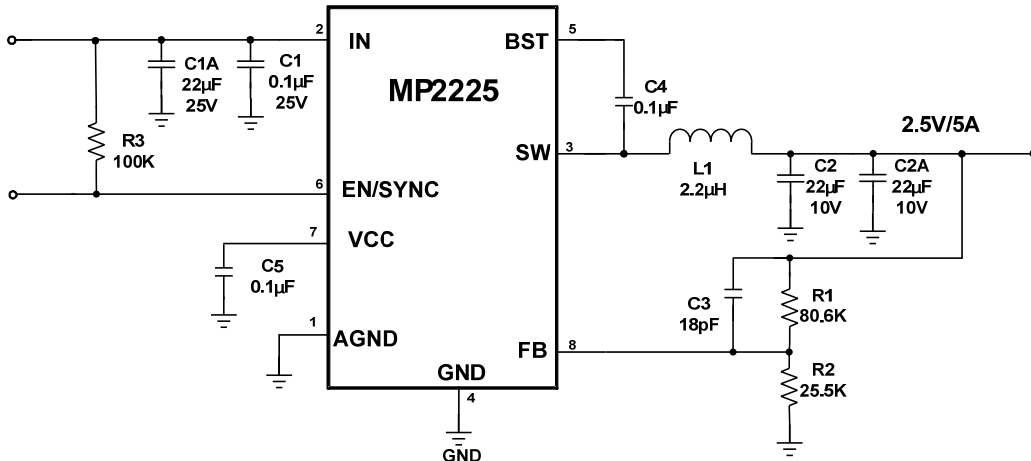 2
IN
BST
5
C1A
22µF
25V
C1
0.1µF
25V
MP2225
C4
0.1µF
2.5V/5A
R3
100K
SW
3
L1
2.2µH
C2
22µF
10V
C2A
22µF
10V
6
EN/SYNC
7
VCC
C5
0.1µF
C3
18pF
R1
80.6K
1
AGND
FB
8
GND
4
R2
25.5K
GND